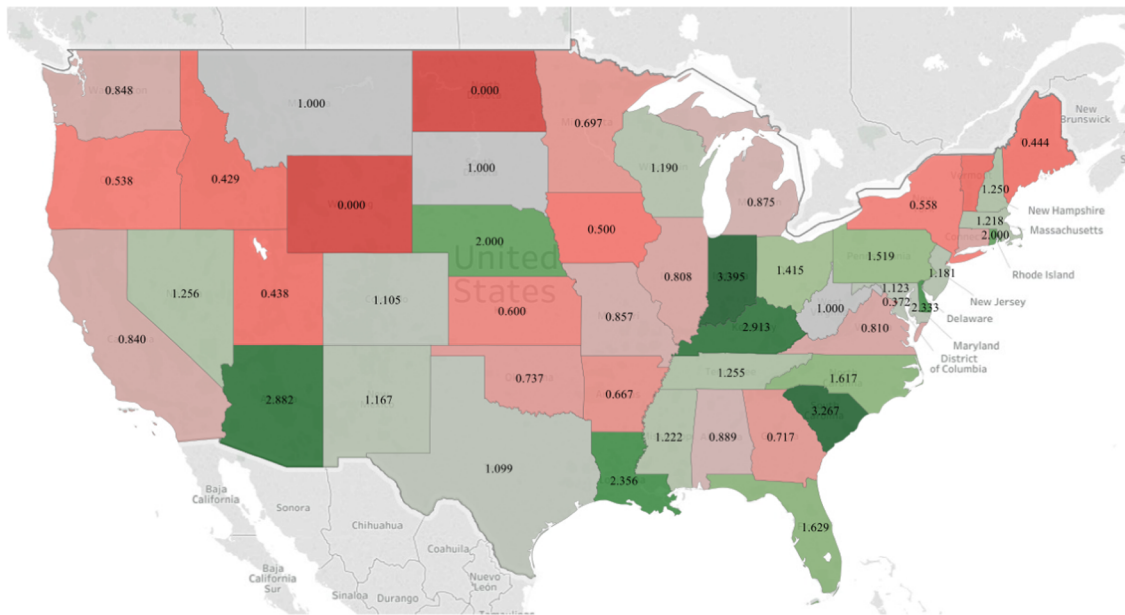 0.848
1.000
0.000
0.697
New
Brunswick
0.444
0.538
0.429
1.000
1.190
0.875
0.558
1.250
New Hampshire
1.218
Massachusetts
0.000
0.500
2.000
Rhode Island
2.000
United
States
1.256
0.438
1.105
0.808
3.395
1.415
1.519
1.181
New Jersey
1.123
0.372
2.333
Delaware
0.840
0.600
0.857
2.913
1.000
0.810
Maryland
District
of Columbia
2.882
1.167
0.737
0.667
1.255
1.617
3.267
1.099
2.356
1.222
0.889
0.717
1.629
Baja
California
Sonora
Chihuahua
Coahuila
Baja
California
Sur
Sinaloa
Durango
Nuevo
León
Tamaulipas